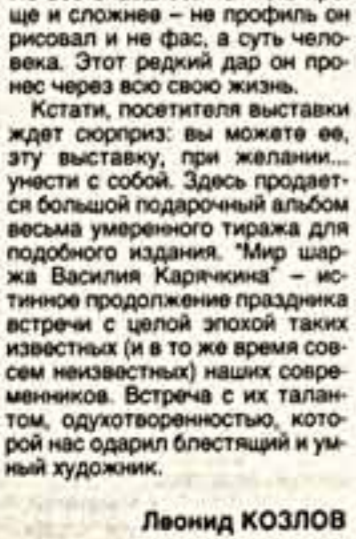 ще и сложнее – не профиль он
рисовал и не фас, а суть чело-
века. Этот редкий дар он про-
нес через всю свою жизнь.
Кстати, посетителя выставки
ждет сюрприз: вы можете ее,
эту выставку, при желании...
унести с собой. Здесь продает-
ся большой подарочный альбом
весьма умеренного тиража для
подобного издания. "Мир шар-
жа Василия Карячкина" – ис-
тинное продолжение праздника
встречи с целой эпохой таких
известных (и в то же время сов-
сем неизвестных) наших совре-
менников. Встреча с их талан-
том, одухотворенностью, кото-
рой нас одарил блестящий и ум-
ный художник.
Леонид КОЗЛОВ